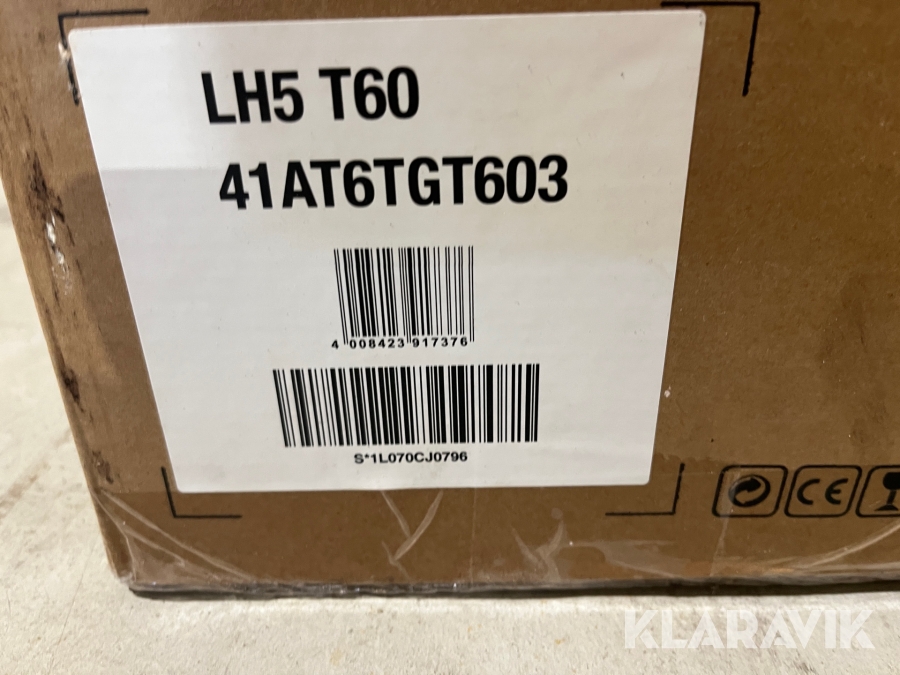 LH5 T60
41AT6TGT603
4 008423 917376
S*1L070CJ0796
CE
KLARAVIK